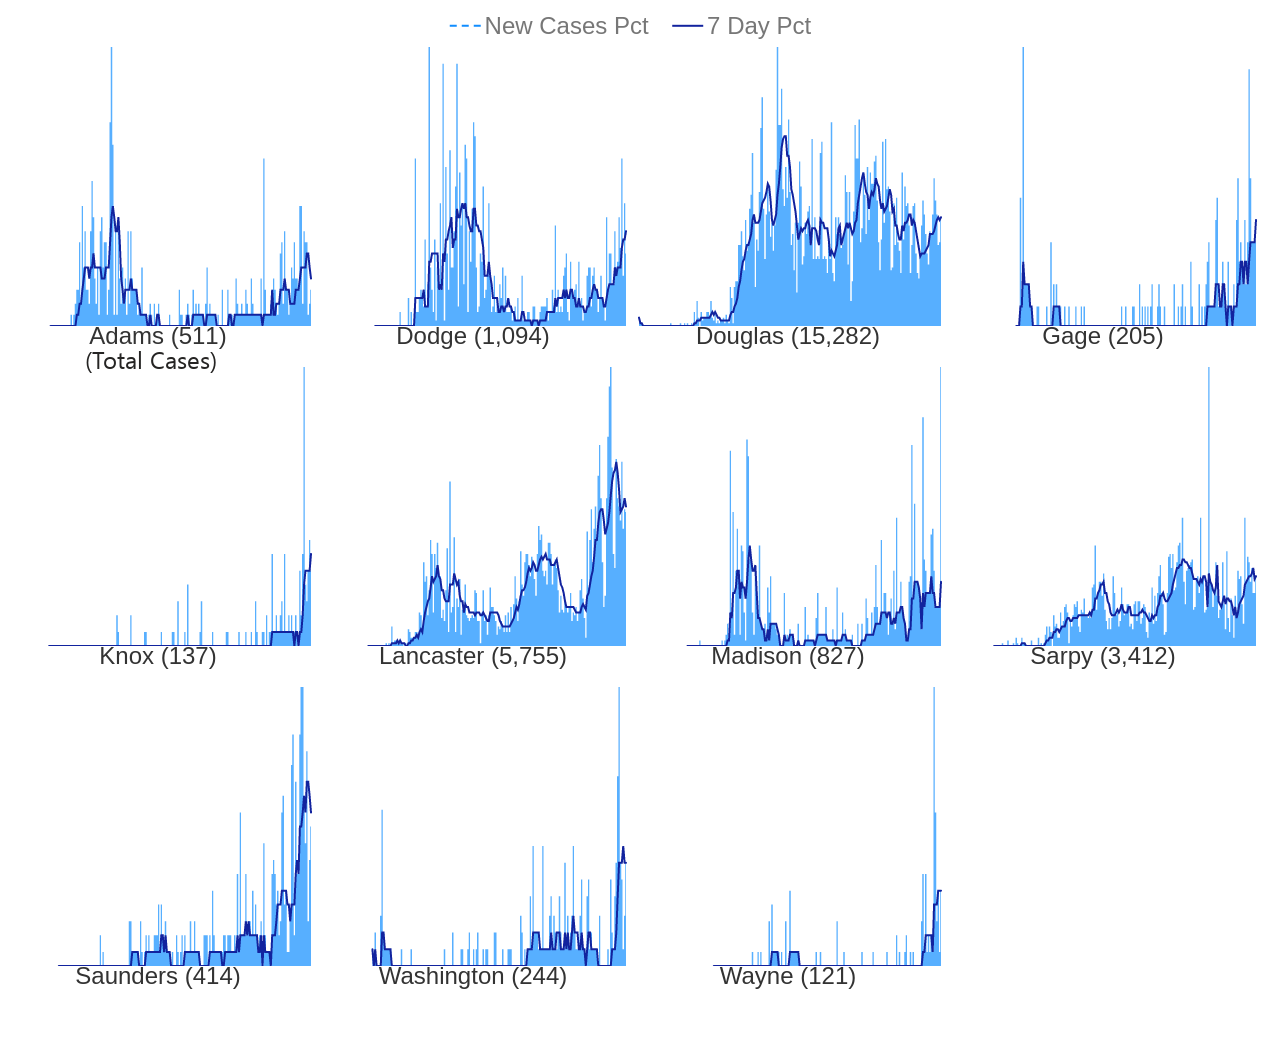 New Cases Pct 7 Day Pct
Adams (511) Dodge (1,094) Douglas (15,282) Gage (205)
(Total Cases)
Knox (137) Lancaster (5,755) Madison (827) Sarpy (3,412)
Saunders (414) Washington (244) Wayne (121)